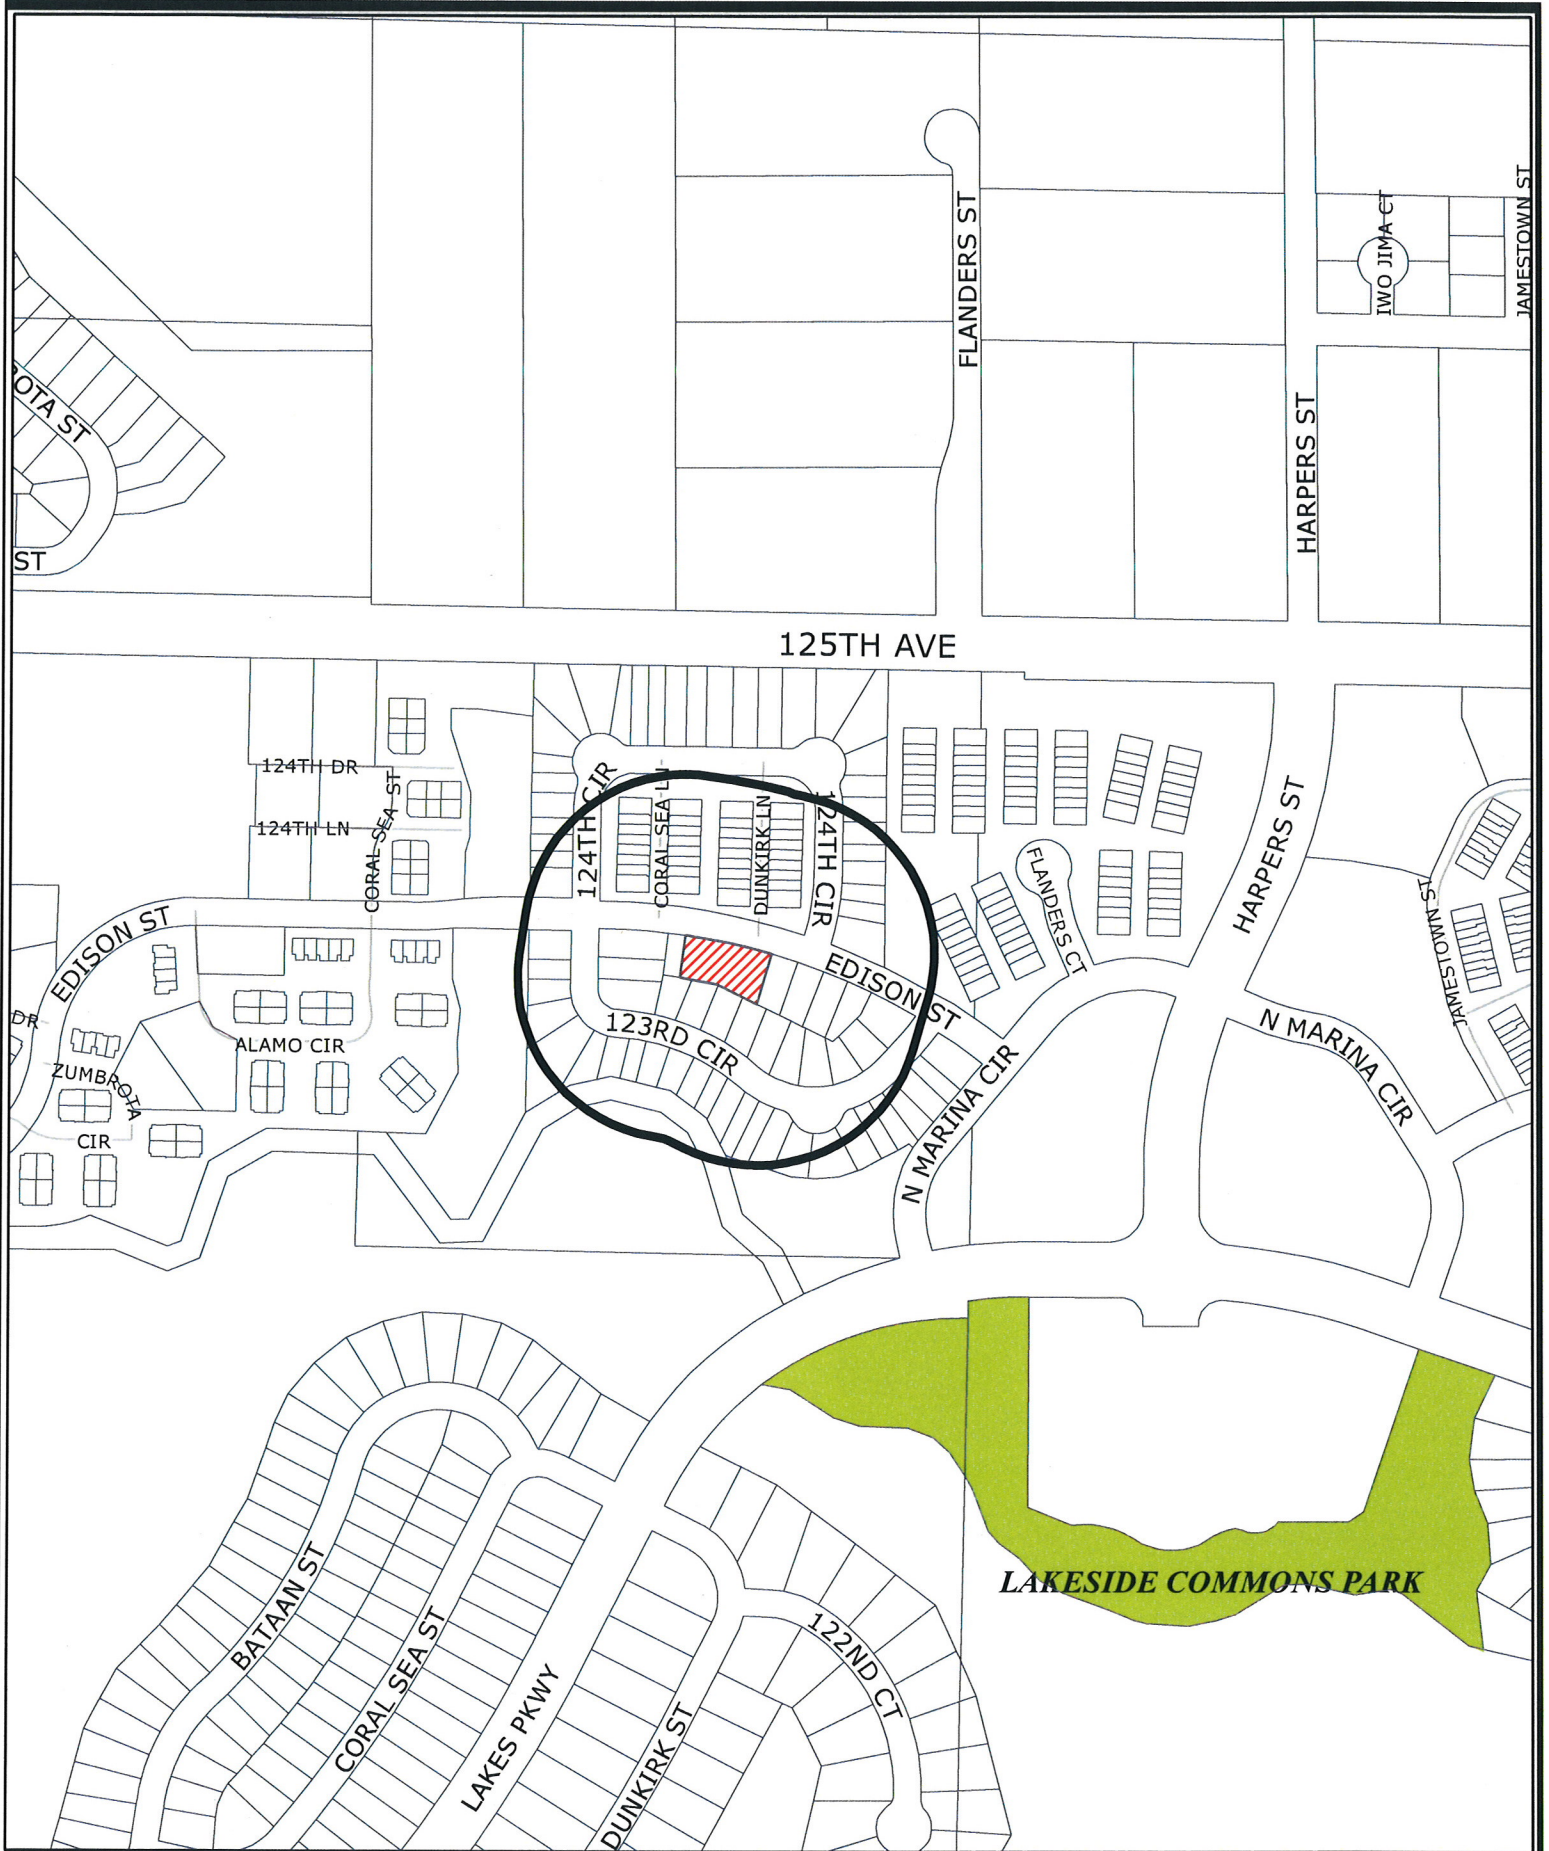 FLANDERS ST
IWO JIMA CT
JAMESTOWN ST
OTA ST
HARPERS ST
ST
125TH AVE
124TH DR
124TH LN
CORAL SEA ST
124TH CIR
CORAL SEA LN
DUNKIRK LN
124TH CIR
FLANDERS CT
HARPERS ST
JAMESTOWN ST
EDISON ST
EDISON ST
DR
ALAMO CIR
123RD CIR
N MARINA CIR
N MARINA CIR
ZUMBROTA
CIR
LAKESIDE COMMONS PARK
BATAAN ST
CORAL SEA ST
LAKES PKWY
DUNKIRK ST
122ND CT